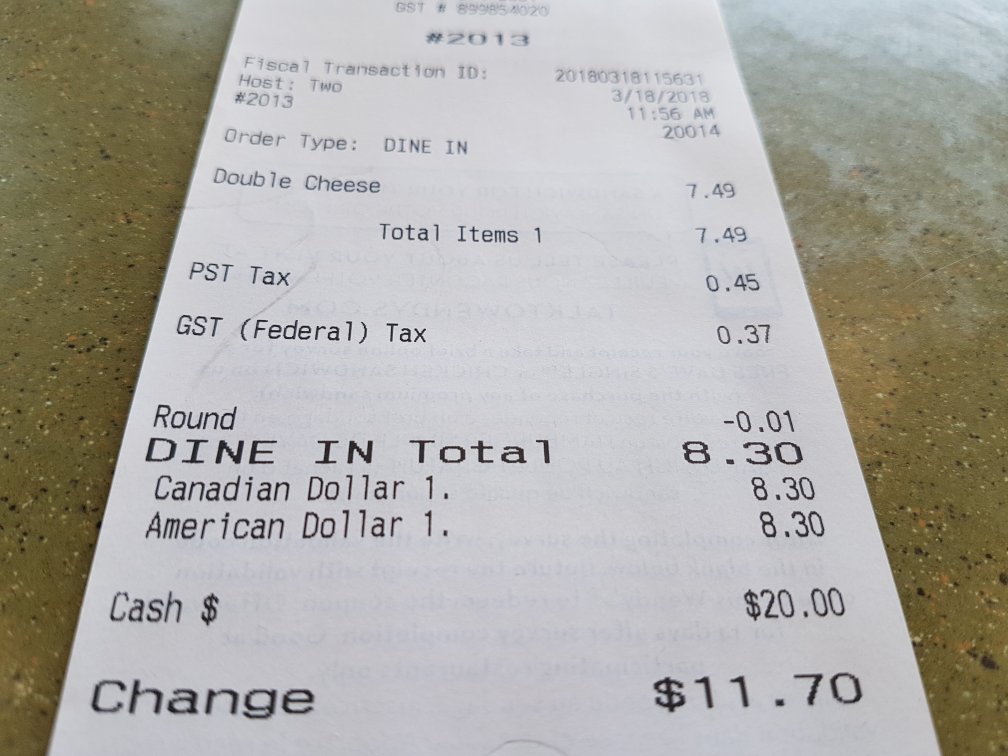 GST # 899854020
#2013
Fiscal Transaction ID: 20180318115631
Host: Two 3/18/2018
#2013 11:56 AM
20014
Order Type: DINE IN
Double Cheese 7.49
Total Items 1 7.49
PST Tax 0.45
GST (Federal) Tax 0.37
Round -0.01
DINE IN Total 8.30
Canadian Dollar 1. 8.30
American Dollar 1. 8.30
Cash $ $20.00
Change $11.70